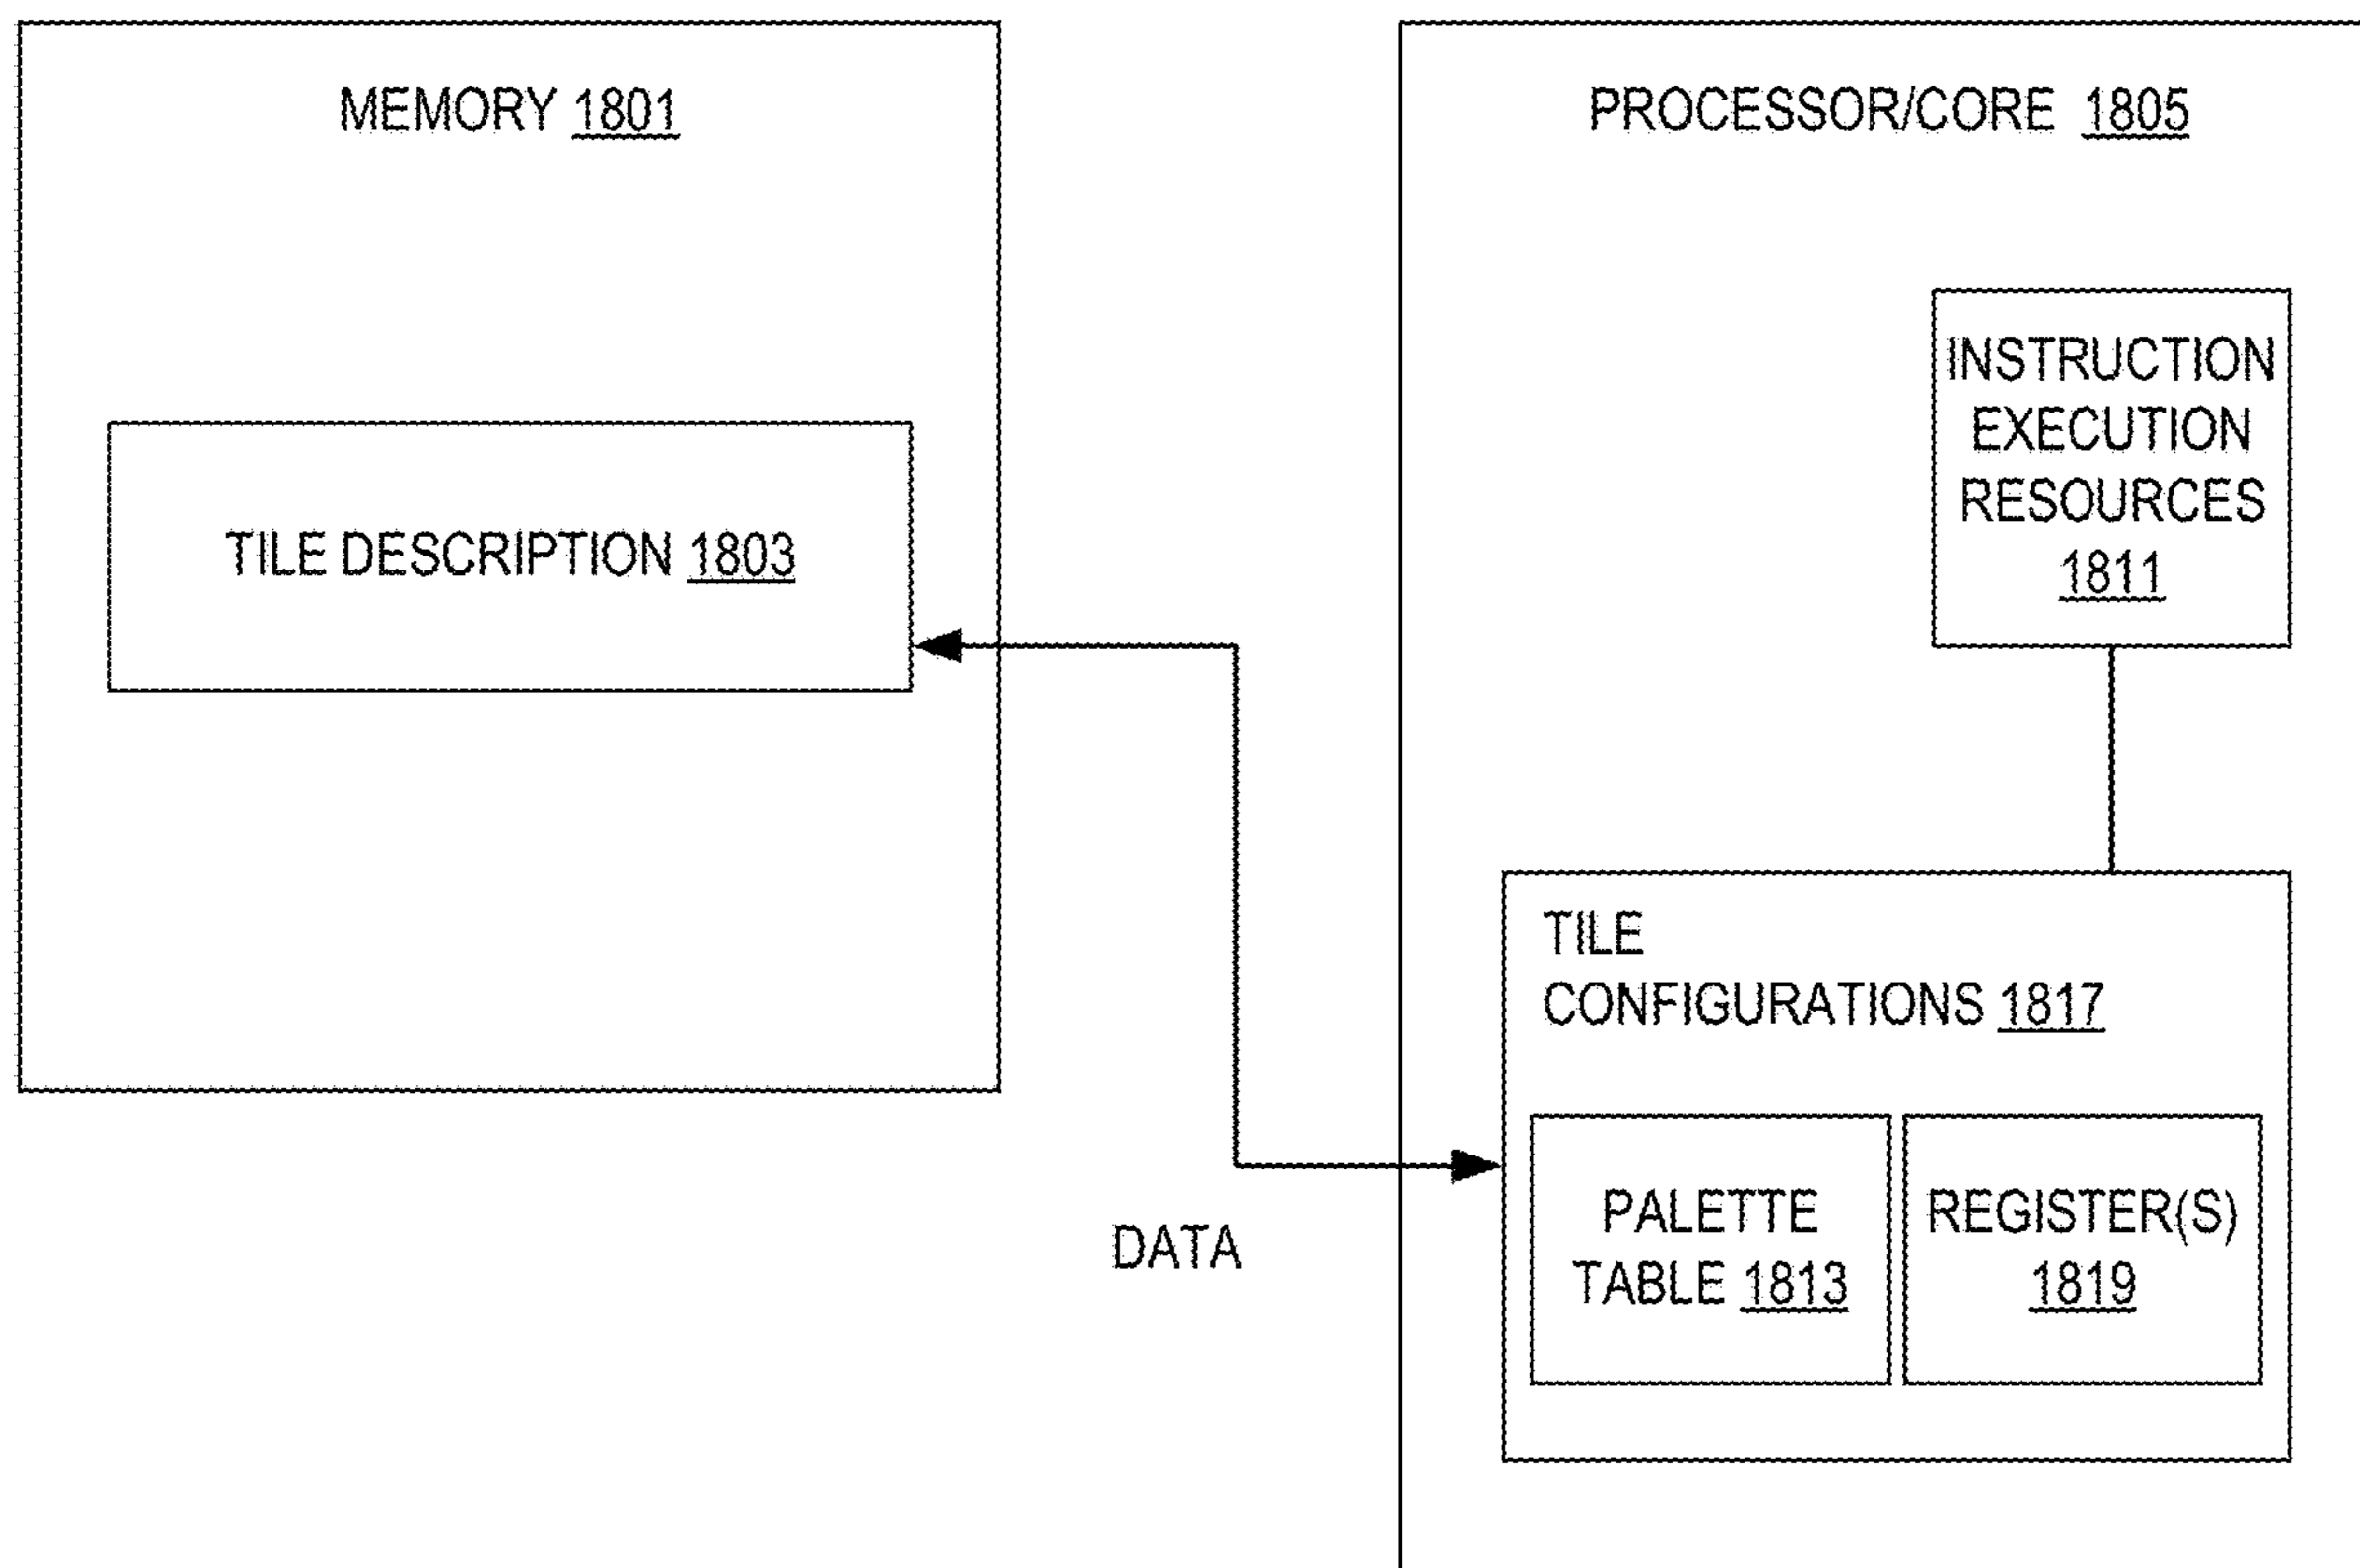 MEMORY 1801
TILE DESCRIPTION 1803
DATA
PROCESSOR/CORE 1805
INSTRUCTION
EXECUTION
RESOURCES
1811
TILE
CONFIGURATIONS 1817
PALETTE
TABLE 1813
REGISTER(S)
1819